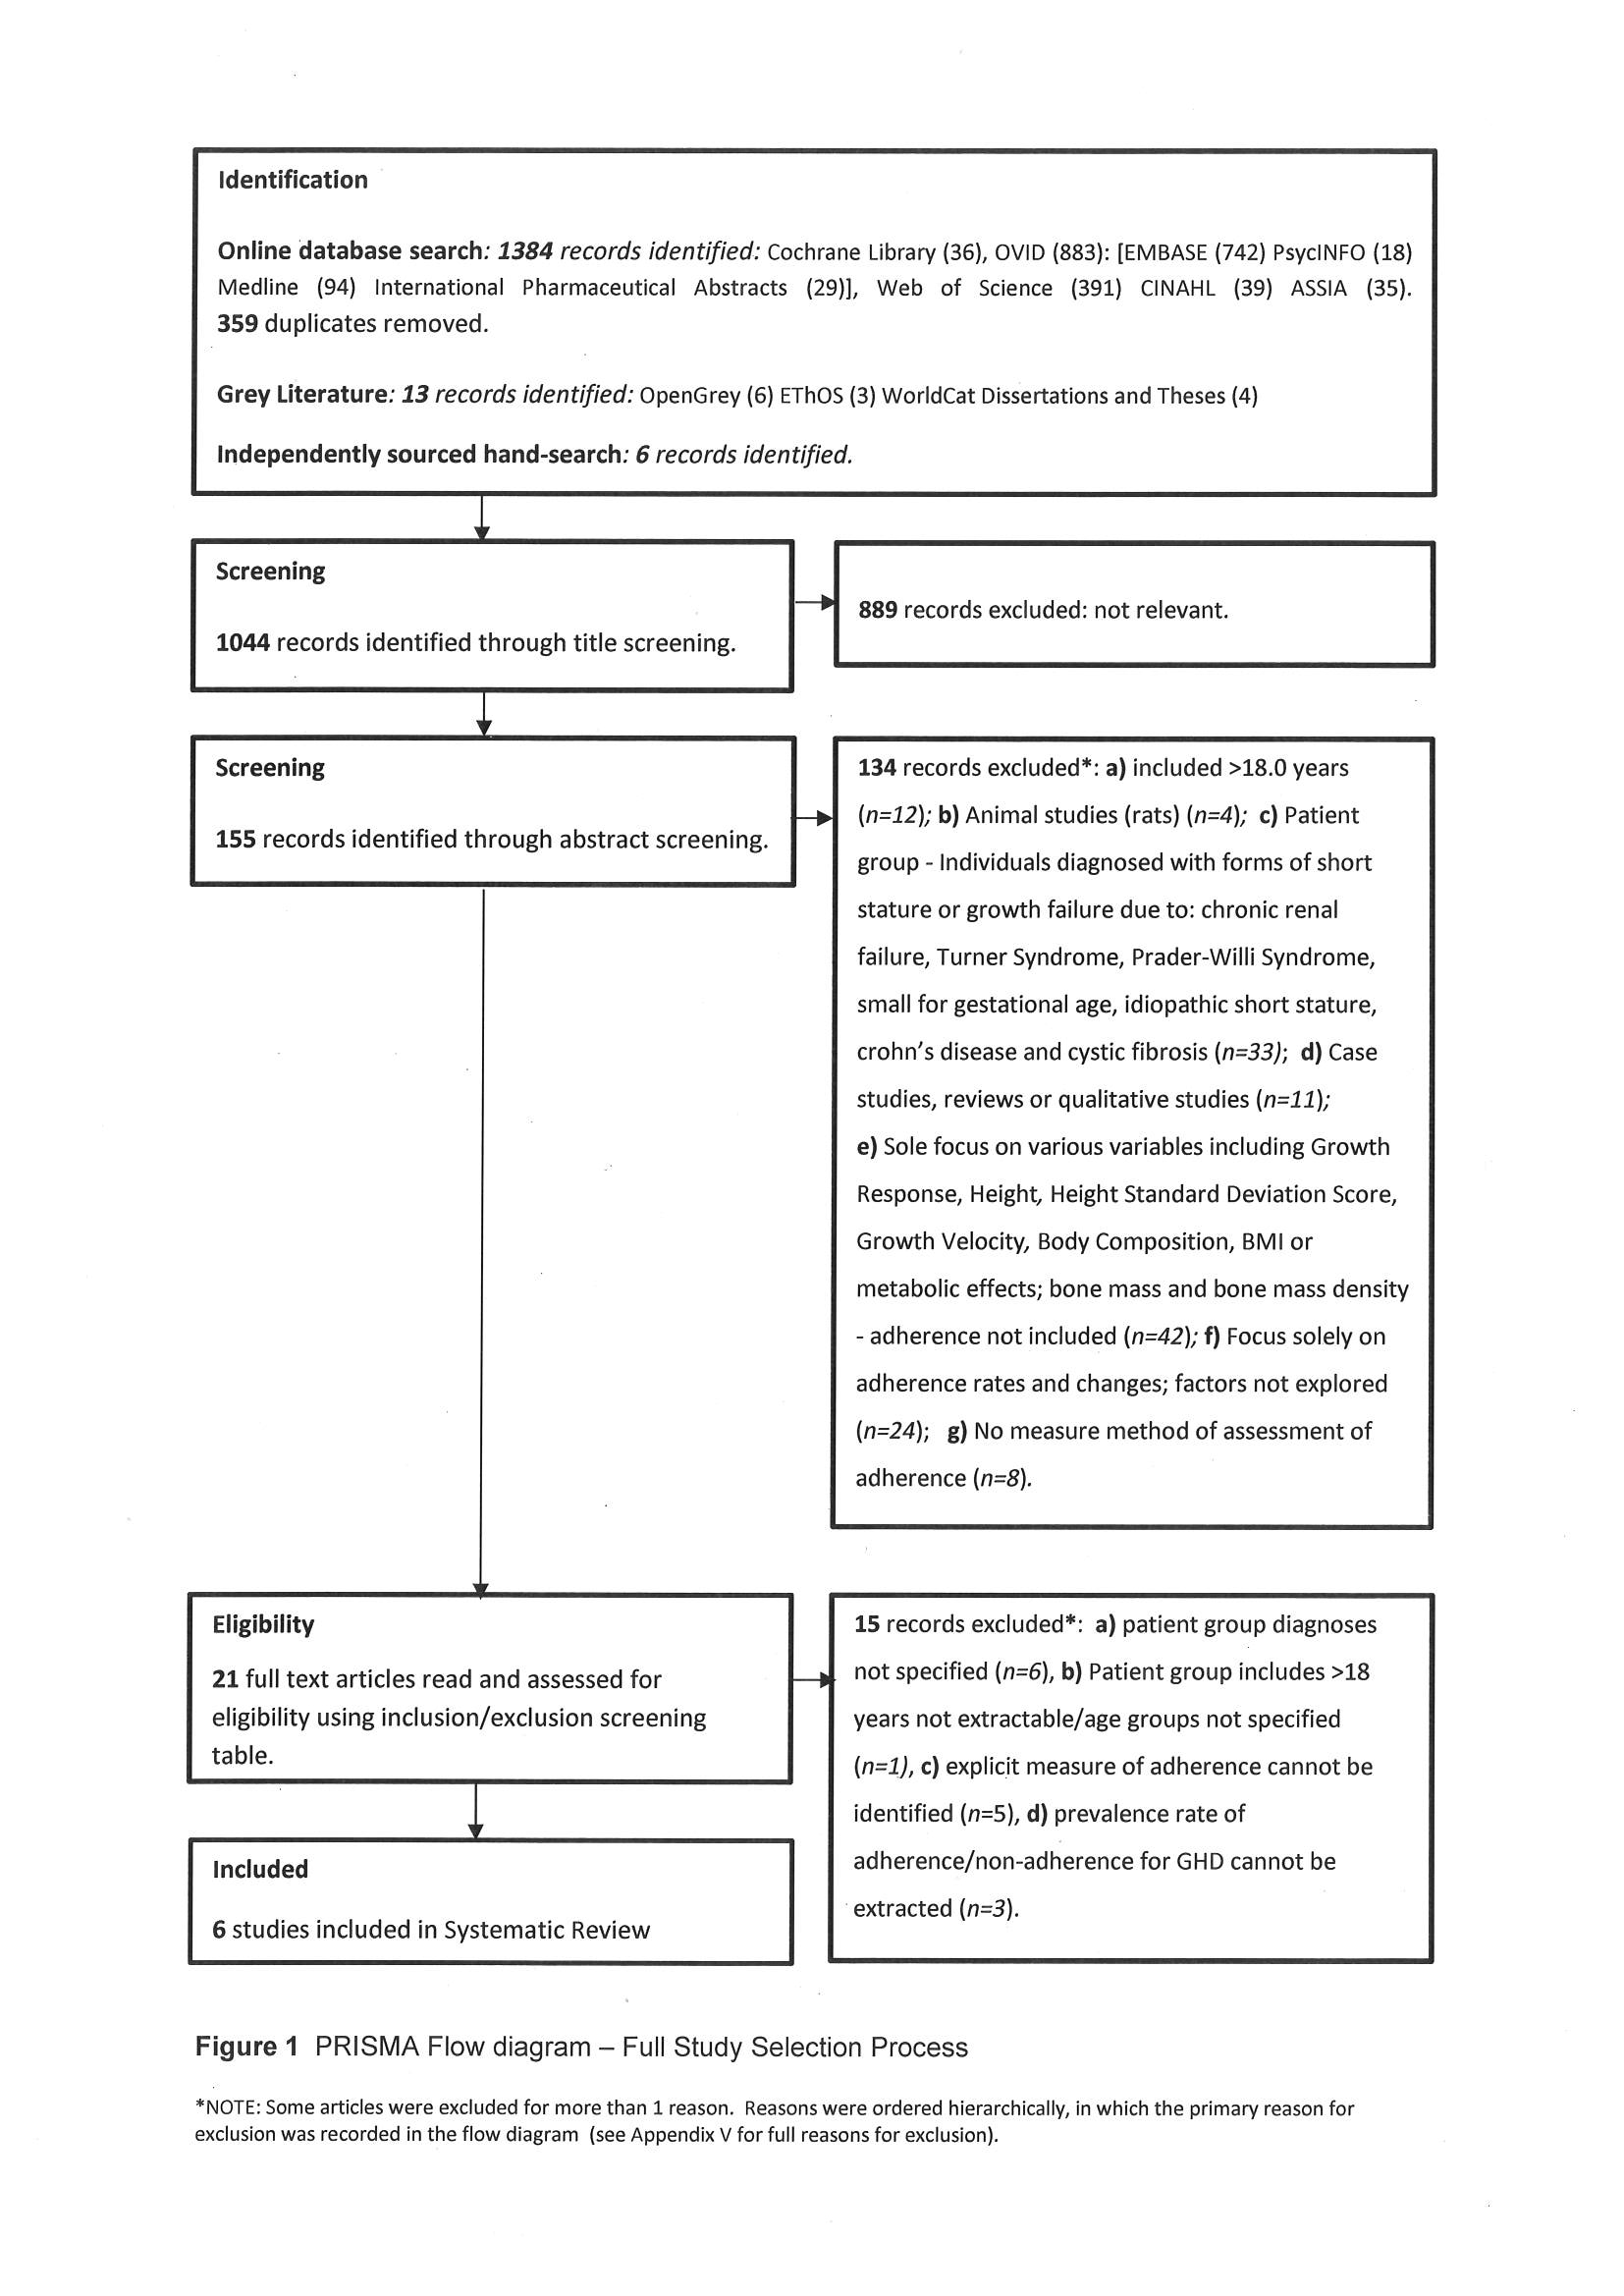 Identification
Online database search: 1384 records identified: Cochrane Library (36), OVID (883): [EMBASE (742) PsycINFO (18)
Medline (94) International Pharmaceutical Abstracts (29)], Web of Science (391) CINAHL (39) ASSIA (35).
359 duplicates removed.
Grey Literature: 13 records identified: OpenGrey (6) EThOS (3) WorldCat Dissertations and Theses (4)
Independently sourced hand-search: 6 records identified.
Screening
1044 records identified through title screening.
889 records excluded: not relevant.
Screening
155 records identified through abstract screening.
134 records excluded*: a) included >18.0 years
(n=12); b) Animal studies (rats) (n=4); c) Patient
group - Individuals diagnosed with forms of short
stature or growth failure due to: chronic renal
failure, Turner Syndrome, Prader-Willi Syndrome,
small for gestational age, idiopathic short stature,
crohn's disease and cystic fibrosis (n=33); d) Case
studies, reviews or qualitative studies (n=11);
e) Sole focus on various variables including Growth
Response, Height, Height Standard Deviation Score,
Growth Velocity, Body Composition, BMI or
metabolic effects; bone mass and bone mass density
- adherence not included (n=42); f) Focus solely on
adherence rates and changes; factors not explored
(n=24); g) No measure method of assessment of
adherence (n=8).
Eligibility
21 full text articles read and assessed for
eligibility using inclusion/exclusion screening
table.
15 records excluded*: a) patient group diagnoses
not specified (n=6), b) Patient group includes >18
years not extractable/age groups not specified
(n=1), c) explicit measure of adherence cannot be
identified (n=5), d) prevalence rate of
adherence/non-adherence for GHD cannot be
extracted (n=3).
Included
6 studies included in Systematic Review
Figure 1 PRISMA Flow diagram – Full Study Selection Process
*NOTE: Some articles were excluded for more than 1 reason. Reasons were ordered hierarchically, in which the primary reason for
exclusion was recorded in the flow diagram (see Appendix V for full reasons for exclusion).